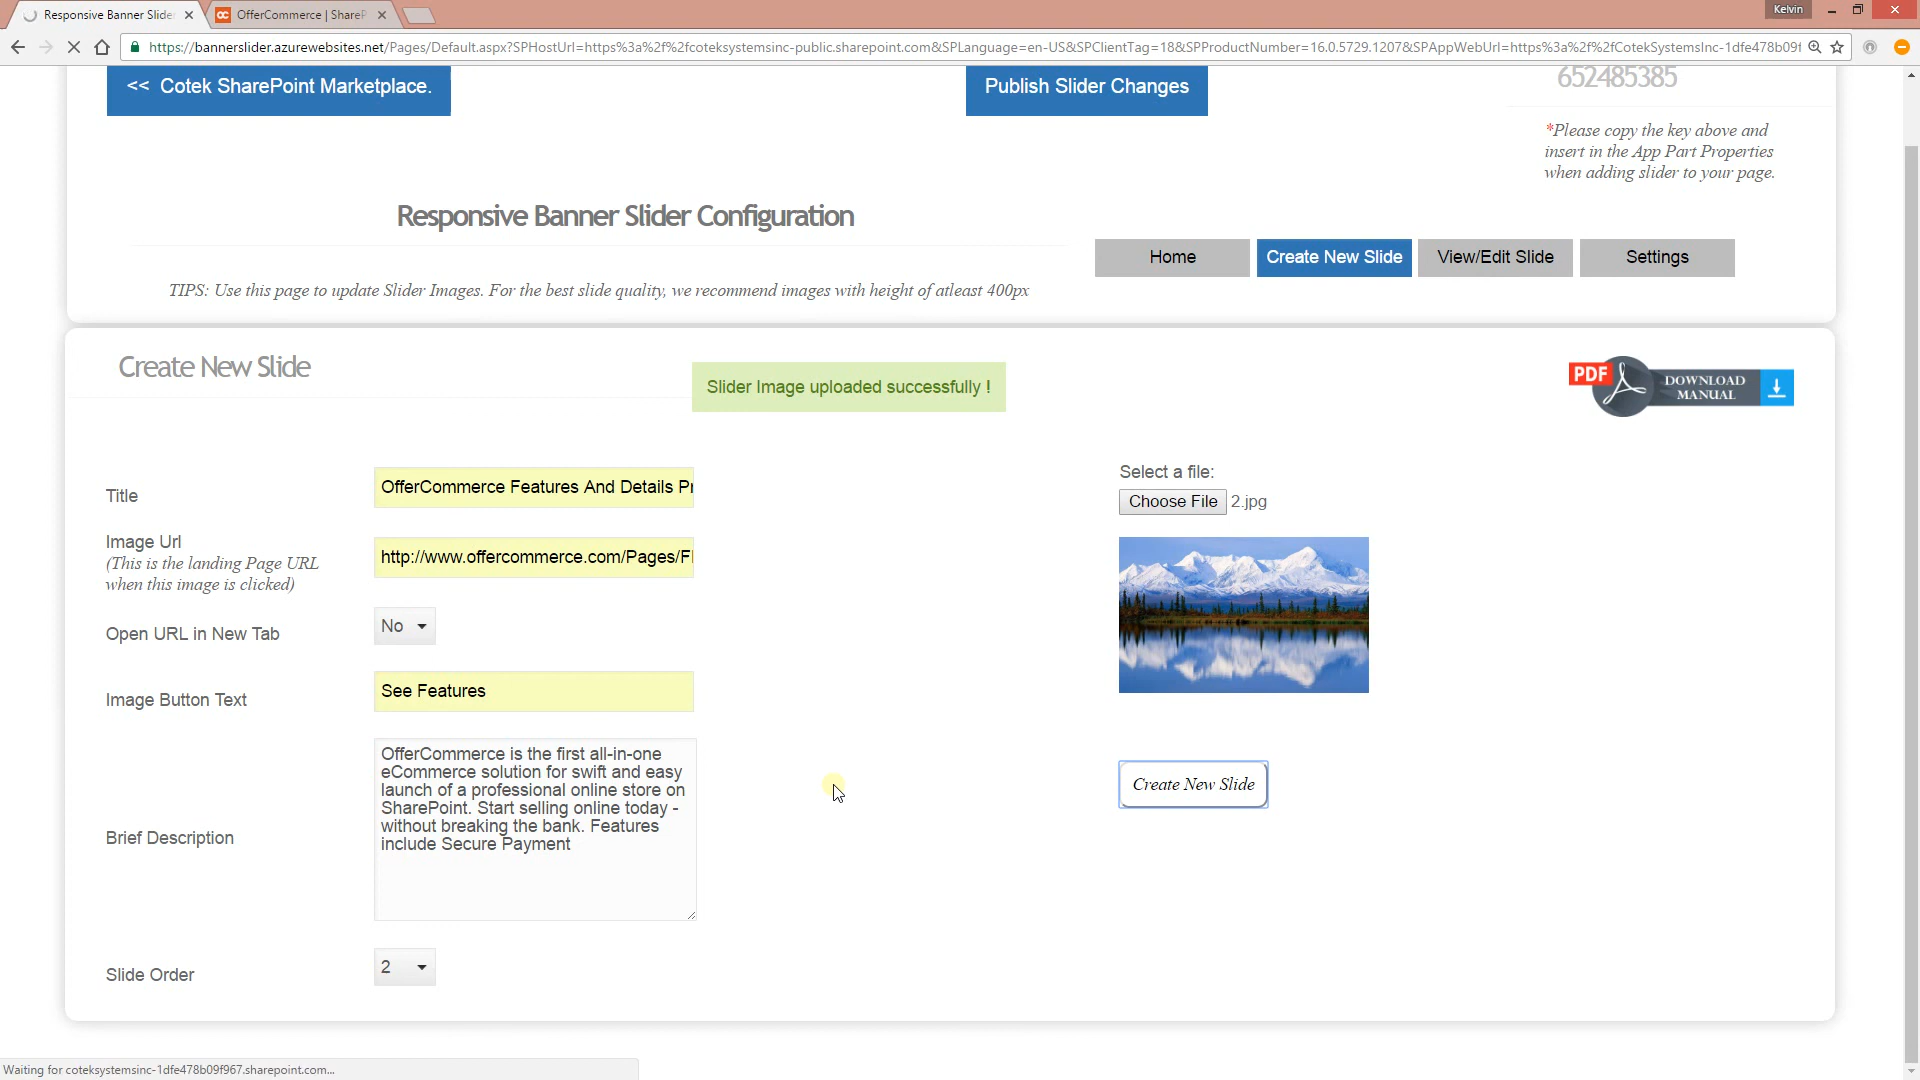 Responsive Banner Slide
OfferCommerce | ShareP
Kelvin
https://bannerslider.azurewebsites.net/Pages/Default.aspx?SPHostUrl=https%3a%2f%2fcoteksystemsinc-public.sharepoint.com&SPLanguage=en-US&SPClientTag=18&SPProductNumber=16.0.5729.1207&SPAppWebUrl=https%3a%2f%2fCotekSystemsInc-1dfe478b09f
<< Cotek SharePoint Marketplace.
Publish Slider Changes
652485385
*Please copy the key above and
insert in the App Part Properties
when adding slider to your page.
Responsive Banner Slider Configuration
Home
Create New Slide
View/Edit Slide
Settings
TIPS: Use this page to update Slider Images. For the best slide quality, we recommend images with height of atleast 400px
Create New Slide
Slider Image uploaded successfully !
PDF
DOWNLOAD
MANUAL
Title
OfferCommerce Features And Details Pr
Select a file:
Choose File 2.jpg
Image Url
(This is the landing Page URL
when this image is clicked)
http://www.offercommerce.com/Pages/F
Open URL in New Tab
No
Image Button Text
See Features
Brief Description
OfferCommerce is the first all-in-one
eCommerce solution for swift and easy
launch of a professional online store on
SharePoint. Start selling online today -
without breaking the bank. Features
include Secure Payment
Create New Slide
Slide Order
2
Waiting for coteksystemsinc-1dfe478b09f967.sharepoint.com...